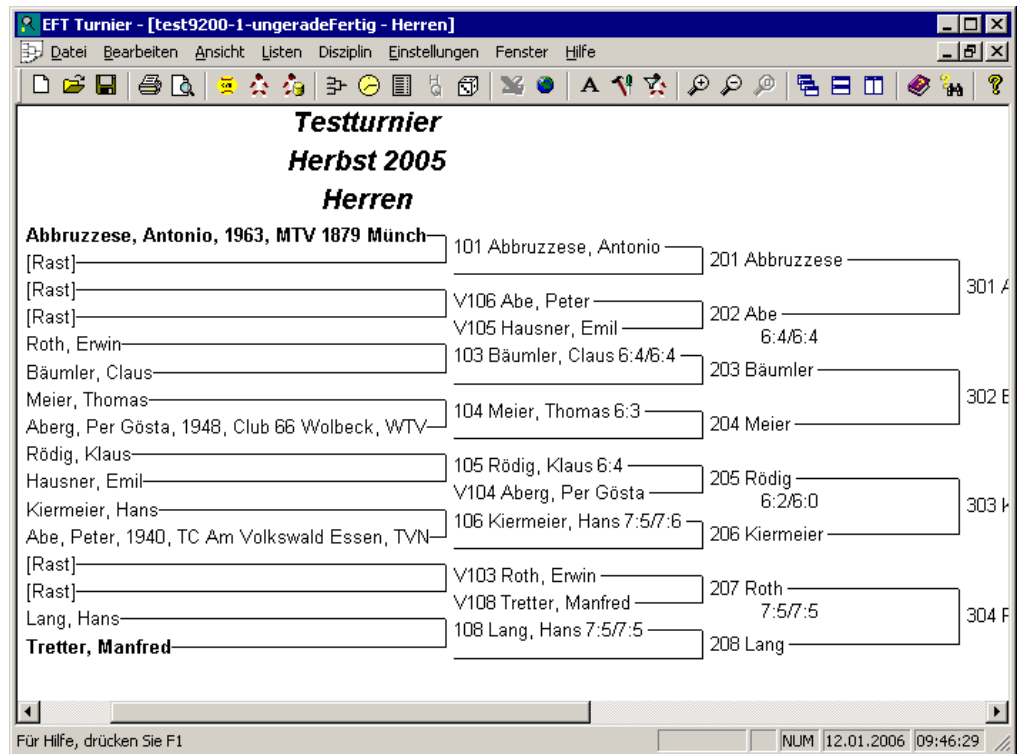 EFT Turnier - [test9200-1-ungeradeFertig - Herren]
Datei Bearbeiten Ansicht Listen Disziplin Einstellungen Fenster Hilfe
Testturnier
Herbst 2005
Herren
Abbruzzese, Antonio, 1963, MTV 1879 Münch
[Rast]
[Rast]
[Rast]
Roth, Erwin
Bäumler, Claus
Meier, Thomas
Aberg, Per Gösta, 1948, Club 66 Wolbeck, WTV
Rödig, Klaus
Hausner, Emil
Kiermeier, Hans
Abe, Peter, 1940, TC Am Volkswald Essen, TVN
[Rast]
[Rast]
Lang, Hans
Tretter, Manfred
101 Abbruzzese, Antonio
V106 Abe, Peter
V105 Hausner, Emil
103 Bäumler, Claus 6:4/6:4
104 Meier, Thomas 6:3
105 Rödig, Klaus 6:4
V104 Aberg, Per Gösta
106 Kiermeier, Hans 7:5/7:6
V103 Roth, Erwin
V108 Tretter, Manfred
108 Lang, Hans 7:5/7:5
201 Abbruzzese
202 Abe
6:4/6:4
203 Bäumler
204 Meier
205 Rödig
6:2/6:0
206 Kiermeier
207 Roth
7:5/7:5
208 Lang
301
302
303
304
Für Hilfe, drücken Sie F1
NUM 12.01.2006 09:46:29